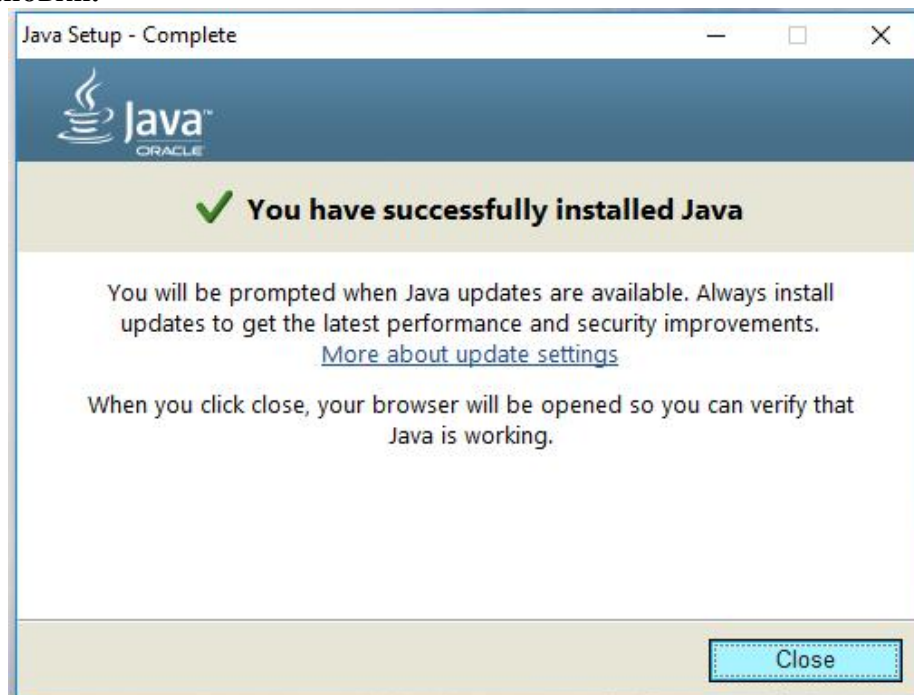 Java Setup - Complete
Java™
ORACLE
You have successfully installed Java
You will be prompted when Java updates are available. Always install
updates to get the latest performance and security improvements.
More about update settings
When you click close, your browser will be opened so you can verify that
Java is working.
Close